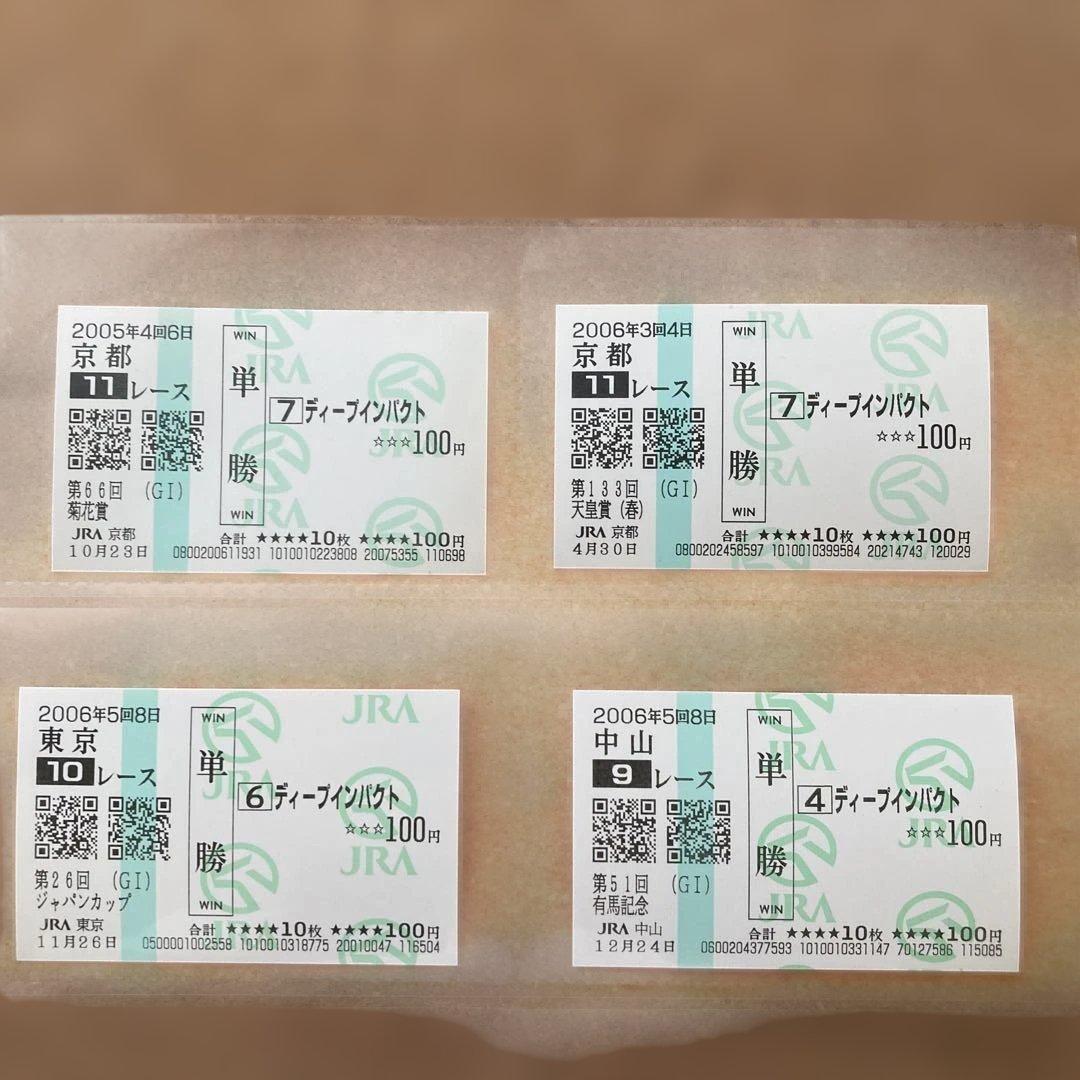 2005年4回6日
京都
11レース
WIN
単勝
WIN
7 ディープインパクト
☆☆☆100円
第66回 (GI)
菊花賞
JRA 京都
10月23日
合計 ★★★★10枚 ★★★★100円
0800200611931 1010010223808 20075355 110698
JRA
JRA
2006年3回4日
京都
11レース
WIN
単勝
WIN
7 ディープインパクト
☆☆☆100円
第133回 (GI)
天皇賞(春)
JRA 京都
4月30日
合計 ★★★★10枚 ★★★★100円
0800202458597 1010010399584 20214743 120029
JRA
JRA
JRA
2006年5回8日
東京
10レース
WIN
単勝
WIN
6 ディープインパクト
☆☆☆100円
第26回 (GI)
ジャパンカップ
JRA 東京
11月26日
合計 ★★★★10枚 ★★★★100円
0500001002558 1010010318775 20010047 116504
JRA
JRA
JRA
2006年5回8日
中山
9レース
WIN
単勝
WIN
4 ディープインパクト
☆☆☆100円
第51回 (GI)
有馬記念
JRA 中山
12月24日
合計 ★★★★10枚 ★★★★100円
0600204377593 1010010331147 70127586 115085
JRA
JRA
JRA